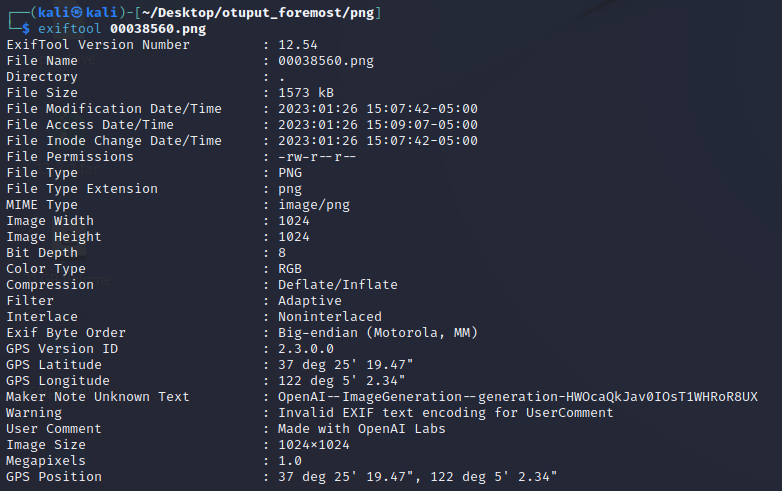 ┌──(kali㉿kali)-[~/Desktop/otuput_foremost/png]
└─$ exiftool 00038560.png
ExifTool Version Number : 12.54
File Name : 00038560.png
Directory : .
File Size : 1573 kB
File Modification Date/Time : 2023:01:26 15:07:42-05:00
File Access Date/Time : 2023:01:26 15:09:07-05:00
File Inode Change Date/Time : 2023:01:26 15:07:42-05:00
File Permissions : -rw-r--r--
File Type : PNG
File Type Extension : png
MIME Type : image/png
Image Width : 1024
Image Height : 1024
Bit Depth : 8
Color Type : RGB
Compression : Deflate/Inflate
Filter : Adaptive
Interlace : Noninterlaced
Exif Byte Order : Big-endian (Motorola, MM)
GPS Version ID : 2.3.0.0
GPS Latitude : 37 deg 25' 19.47"
GPS Longitude : 122 deg 5' 2.34"
Maker Note Unknown Text : OpenAI--ImageGeneration--generation-HWOcaQkJav0IOsT1WHRoR8UX
Warning : Invalid EXIF text encoding for UserComment
User Comment : Made with OpenAI Labs
Image Size : 1024×1024
Megapixels : 1.0
GPS Position : 37 deg 25' 19.47", 122 deg 5' 2.34"